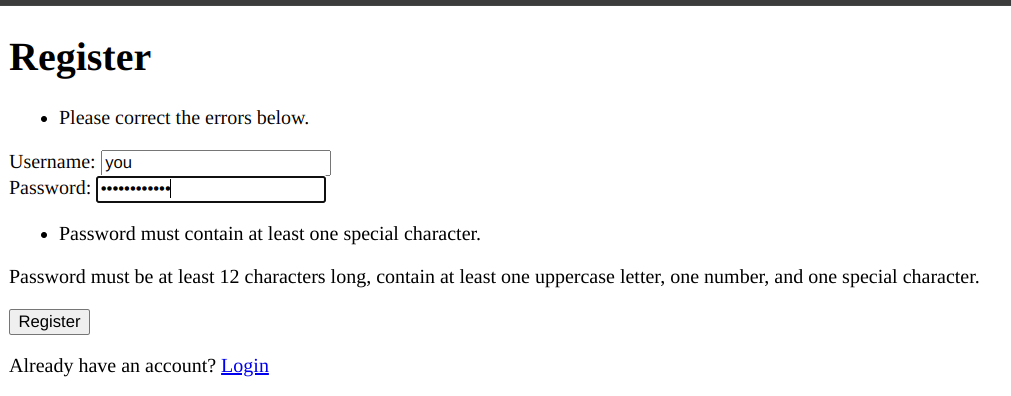 Register
Please correct the errors below.
Username: you
Password: ••••••••••••
Password must contain at least one special character.
Password must be at least 12 characters long, contain at least one uppercase letter, one number, and one special character.
Register
Already have an account? Login